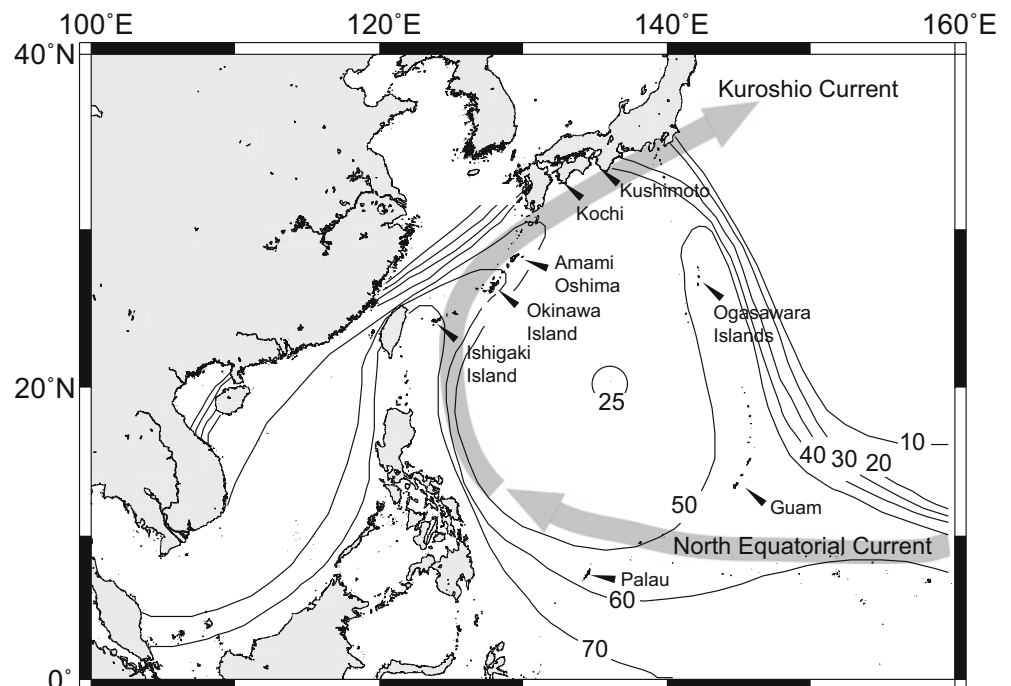 100°E
120°E
140°E
160°E
40°N
Kuroshio Current
Kushimoto
Kochi
Amami
Oshima
Okinawa
Island
Ogasawara
Islands
Ishigaki
Island
20°N
25
10
40
30
20
50
Guam
North Equatorial Current
Palau
60
70
0°